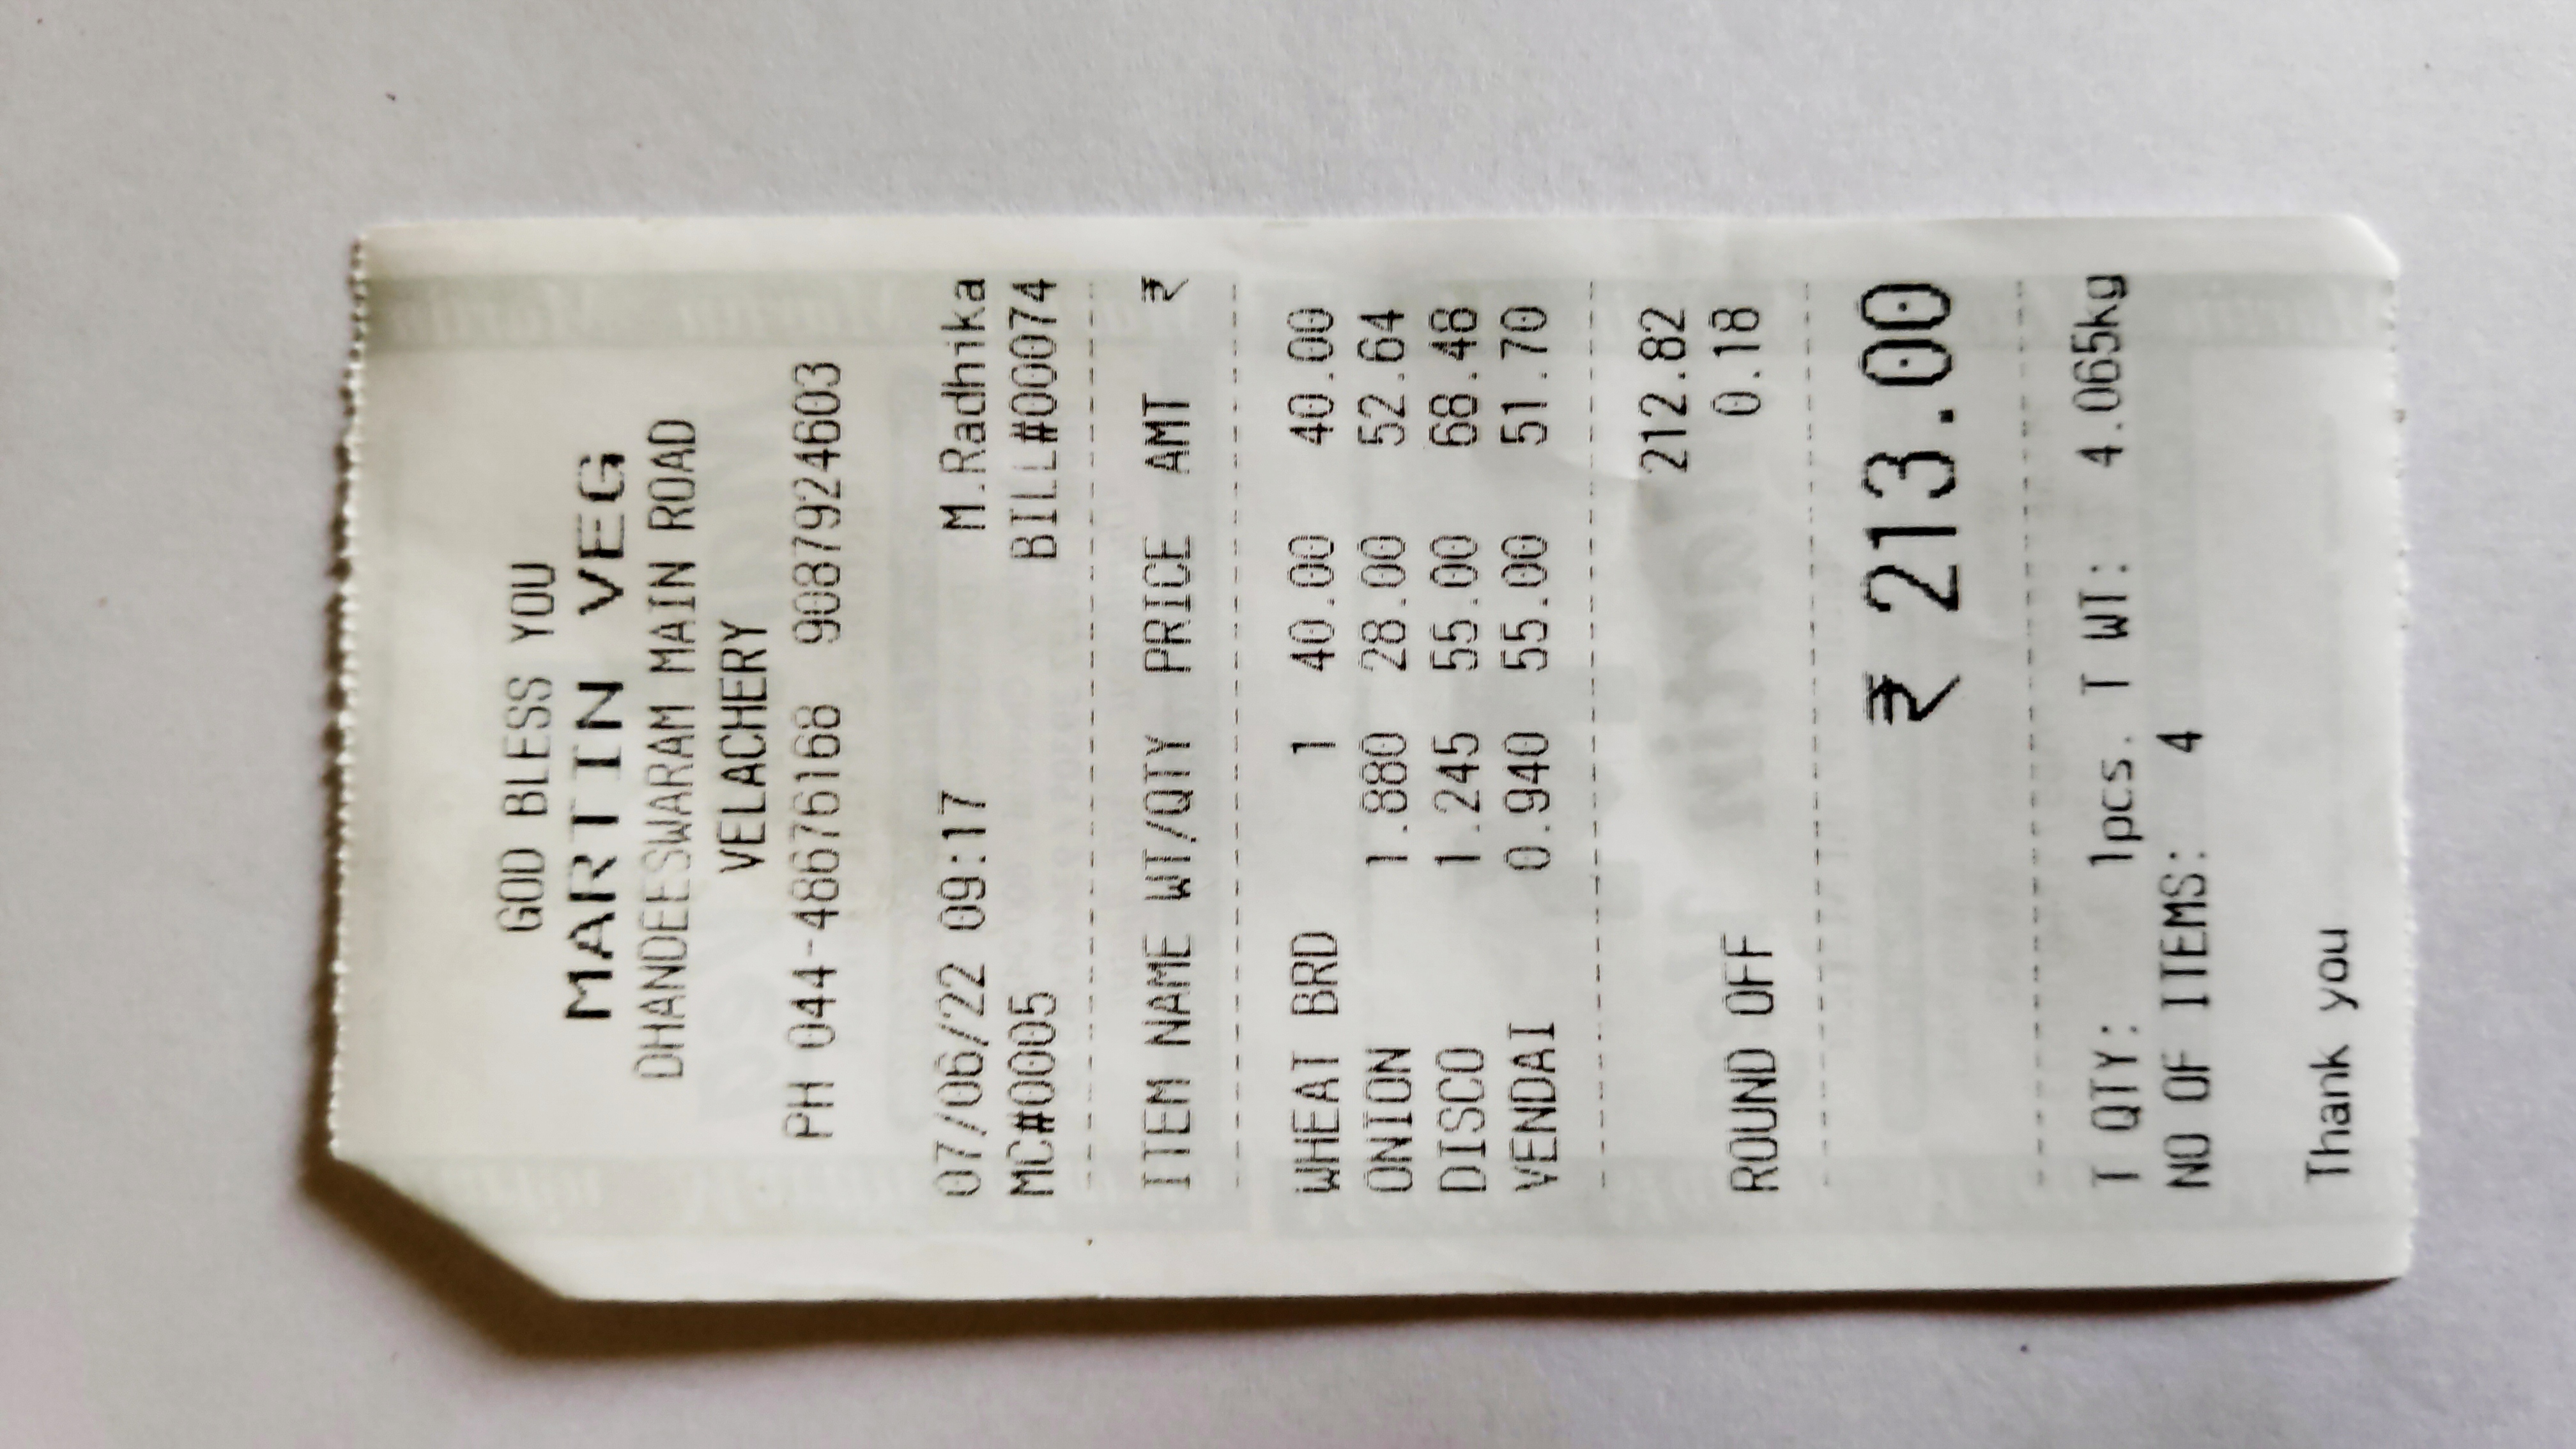 GOD BLESS YOU
MARTIN VEG
DHANDEESWARAM MAIN ROAD
VELACHERY
PH 044-48676168 9087924603
07/06/22 09:17 M.Radhika
MC#0005 BILL#00074
ITEM NAME WT/QTY PRICE AMT ₹
WHEAT BRD 1 40.00 40.00
ONION 1.880 28.00 52.64
DISCO 1.245 55.00 68.48
VENDAI 0.940 55.00 51.70
212.82
ROUND OFF 0.18
₹ 213.00
T QTY: 1pcs. T WT: 4.065kg
NO OF ITEMS: 4
Thank you